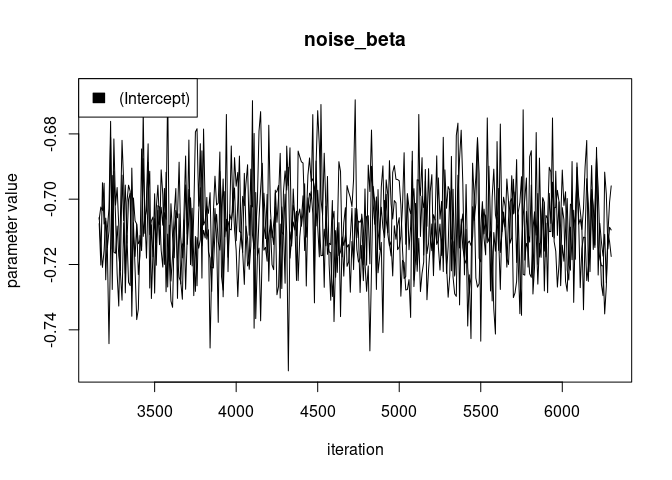 noise_beta
(Intercept)
parameter value
-0.68
-0.70
-0.72
-0.74
3500 4000 4500 5000 5500 6000
iteration